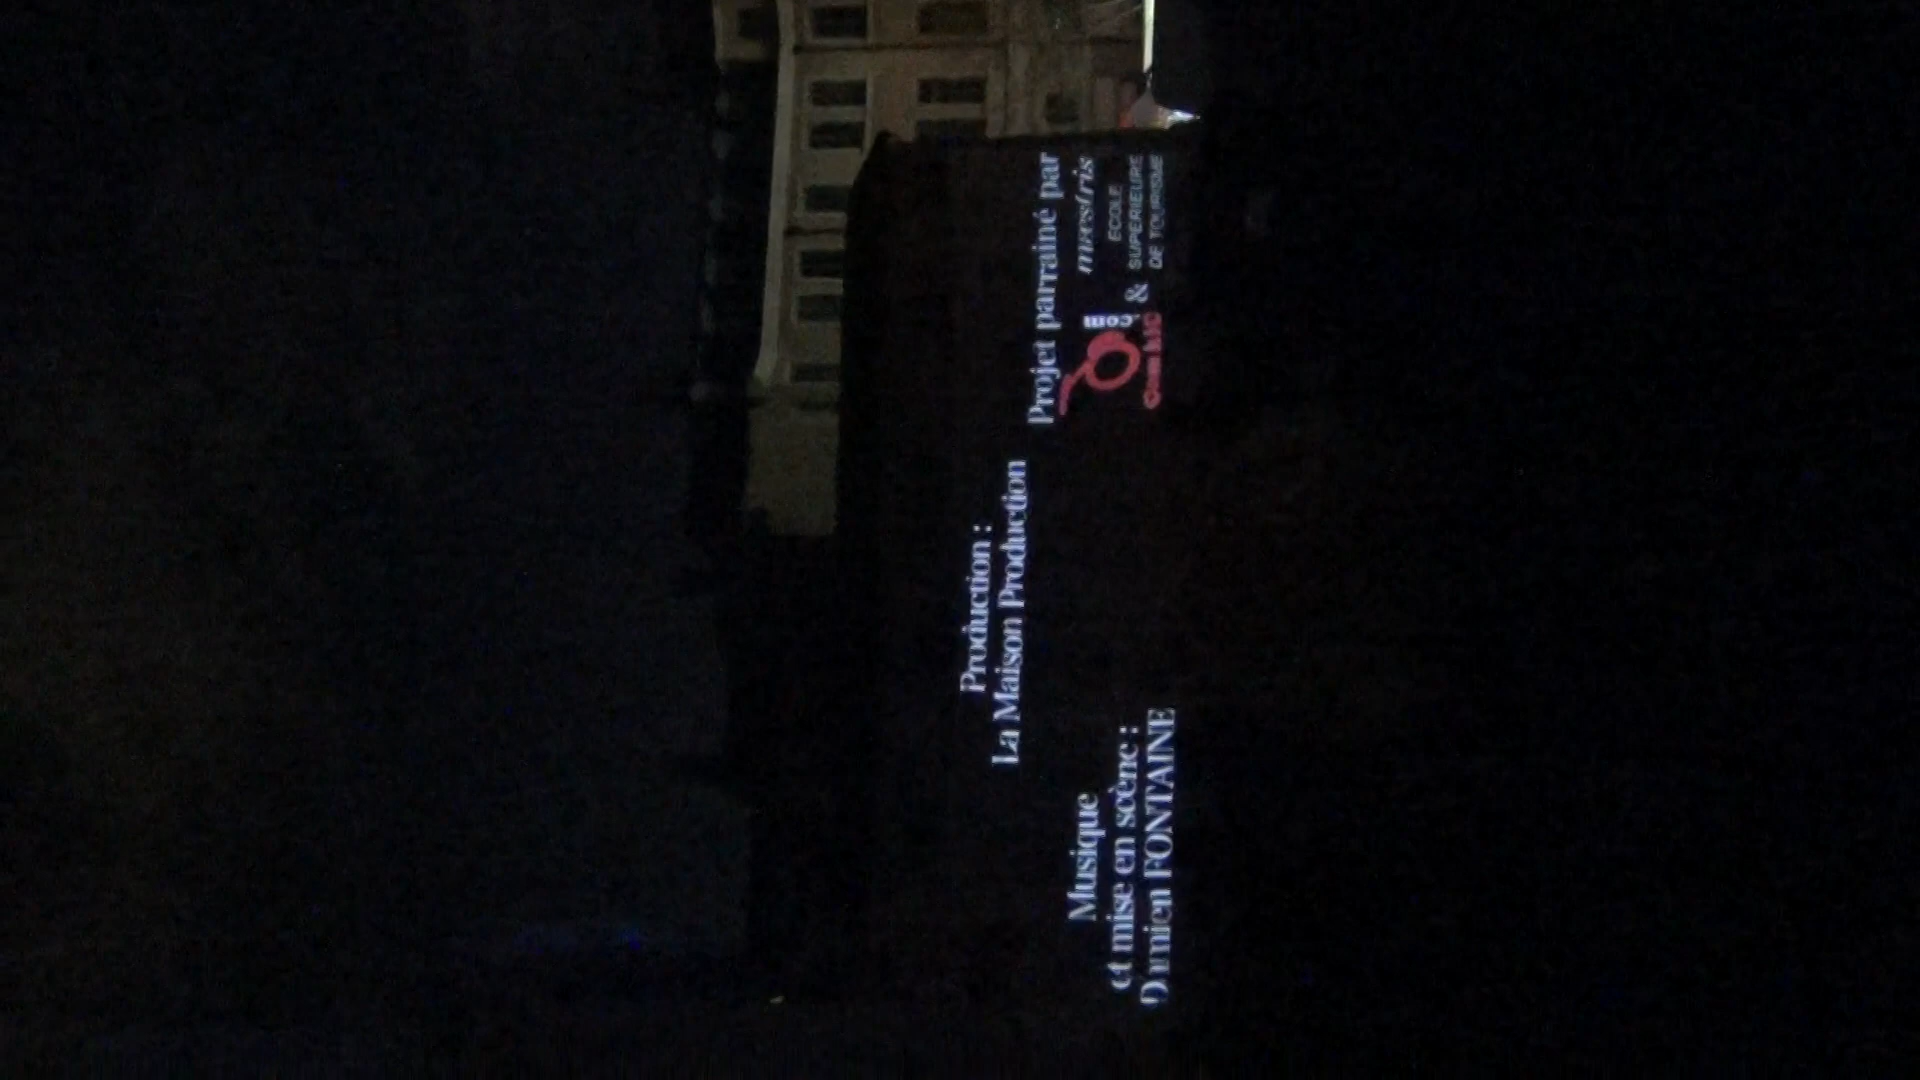 Musique
et mise en scène :
Damien FONTAINE
Production :
La Maison Production
Projet parrainé par
.com
&
maestris
ECOLE
SUPERIEURE
DE TOURISME